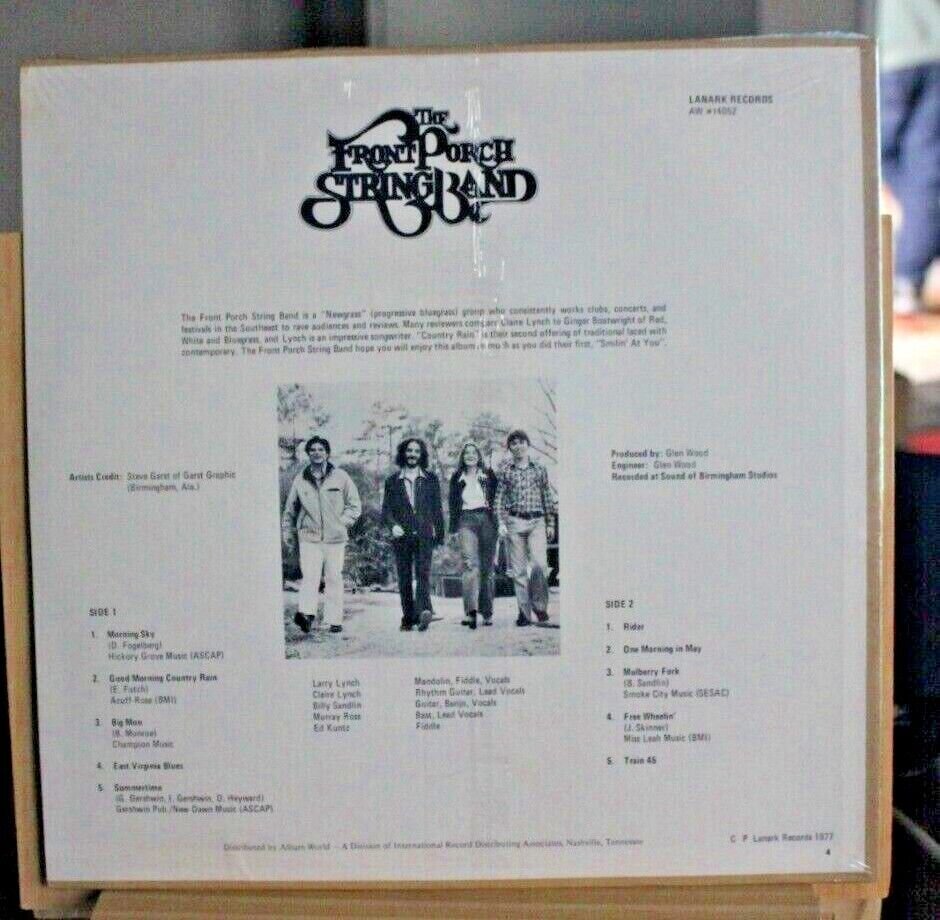 LANARK RECORDS
AW #14052
THE
FRONT PORCH
STRING BAND
The Front Porch String Band is a "Newgrass" (progressive bluegrass) group who consistently works clubs, concerts, and
festivals in the Southeast to rave audiences and reviews. Many reviewers compare Claire Lynch to Ginger Boatwright of Red,
White and Bluegrass, and Lynch is an impressive songwriter. "Country Rain" is their second offering of traditional laced with
contemporary. The Front Porch String Band hope you will enjoy this album as much as you did their first, "Smilin' At You".
Artists Credit: Steve Garst of Garst Graphic
(Birmingham, Ala.)
Produced by: Glen Wood
Engineer: Glen Wood
Recorded at Sound of Birmingham Studios
SIDE 1
1. Morning Sky
(D. Fogelberg)
Hickory Grove Music (ASCAP)
2. Good Morning Country Rain
(E. Futch)
Acuff-Rose (BMI)
3. Big Mon
(B. Monroe)
Champion Music
4. East Virginia Blues
5. Summertime
(G. Gershwin, I. Gershwin, D. Heyward)
Gershwin Pub./New Dawn Music (ASCAP)
Larry Lynch Mandolin, Fiddle, Vocals
Claire Lynch Rhythm Guitar, Lead Vocals
Billy Sandlin Guitar, Banjo, Vocals
Murray Ross Bass, Lead Vocals
Ed Kuntz Fiddle
SIDE 2
1. Rider
2. One Morning in May
3. Mulberry Fork
(B. Sandlin)
Smoke City Music (SESAC)
4. Free Wheelin'
(J. Skinner)
Miss Leah Music (BMI)
5. Train 45
Distributed by Album World – A Division of International Record Distributing Associates, Nashville, Tennessee
C P Lanark Records 1977
4